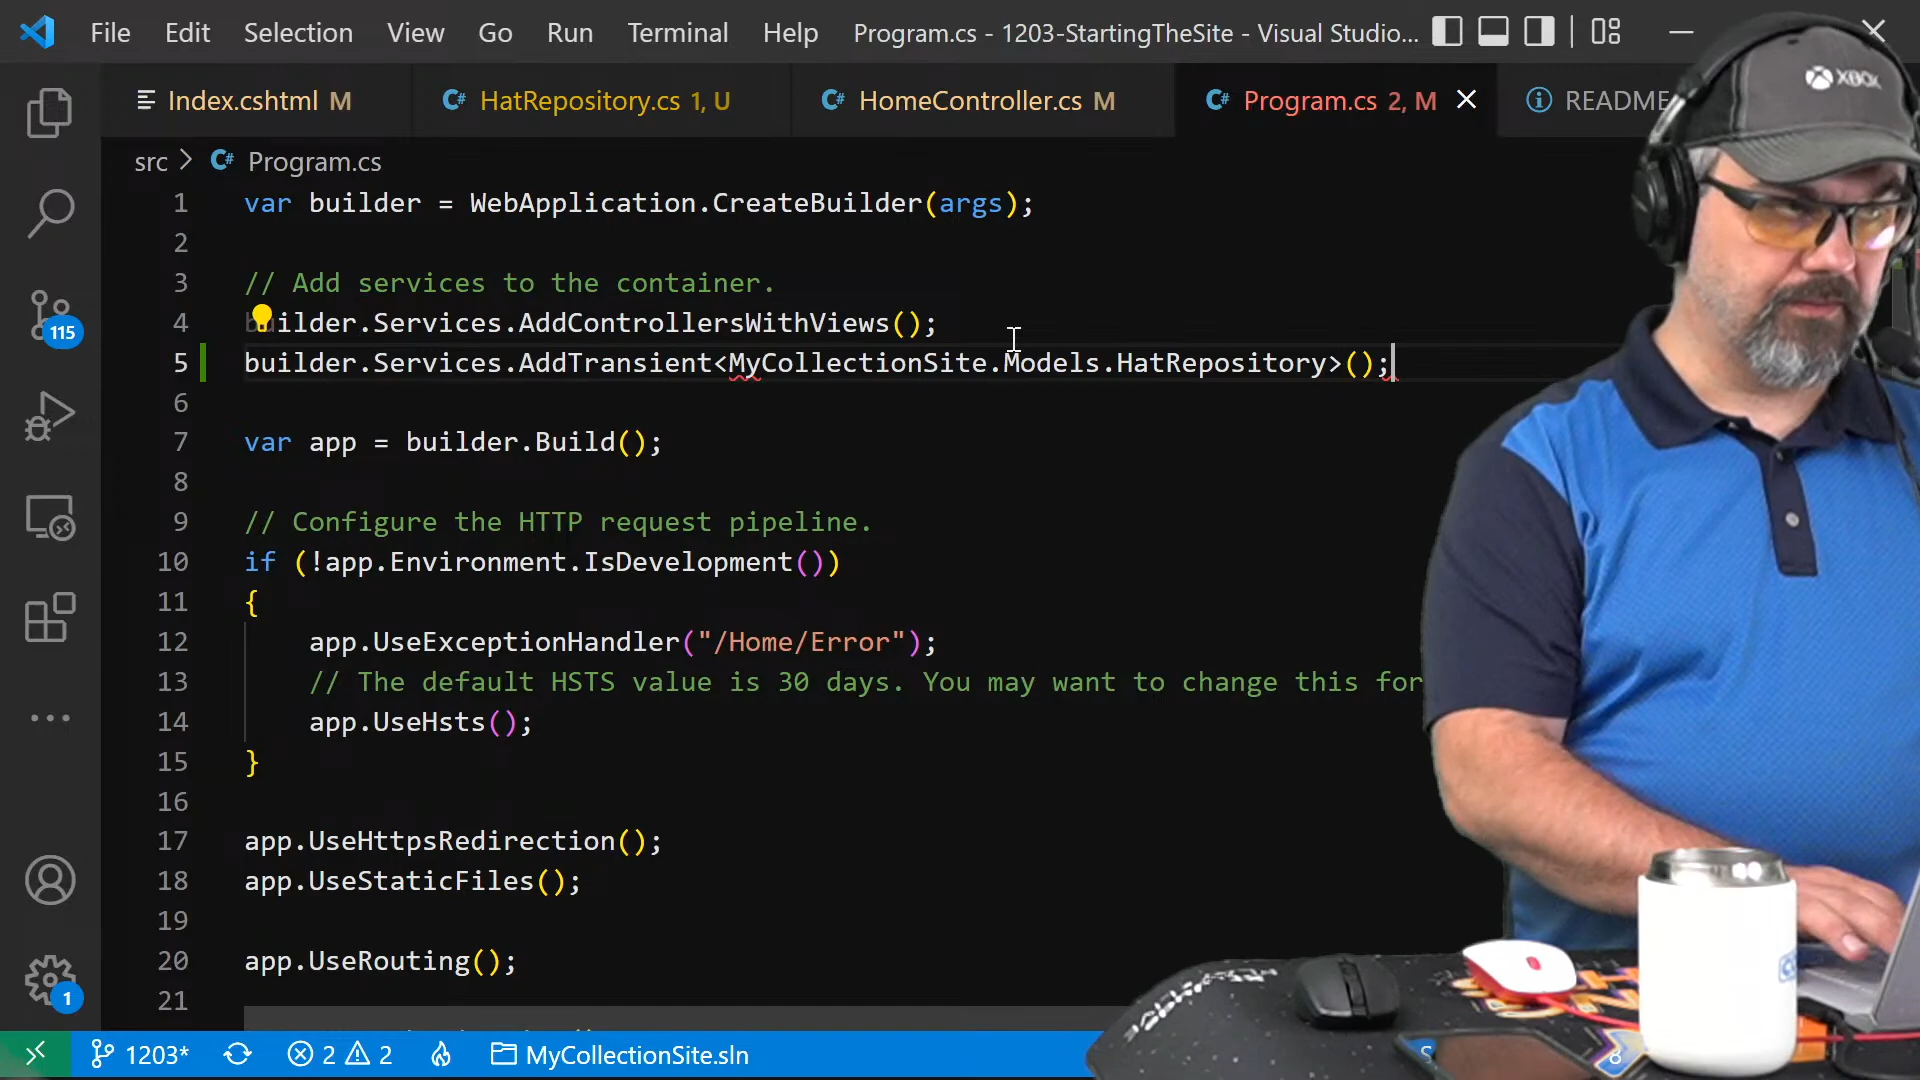 File Edit Selection View Go Run Terminal Help Program.cs - 1203-StartingTheSite - Visual Studio...
Index.cshtml M HatRepository.cs 1, U HomeController.cs M Program.cs 2, M README
src > Program.cs
1 var builder = WebApplication.CreateBuilder(args);
2
3 // Add services to the container.
4 builder.Services.AddControllersWithViews();
5 builder.Services.AddTransient<MyCollectionSite.Models.HatRepository>();
6
7 var app = builder.Build();
8
9 // Configure the HTTP request pipeline.
10 if (!app.Environment.IsDevelopment())
11 {
12 app.UseExceptionHandler("/Home/Error");
13 // The default HSTS value is 30 days. You may want to change this for
14 app.UseHsts();
15 }
16
17 app.UseHttpsRedirection();
18 app.UseStaticFiles();
19
20 app.UseRouting();
21
115
1
1203* 2 2 MyCollectionSite.sln
XBOX